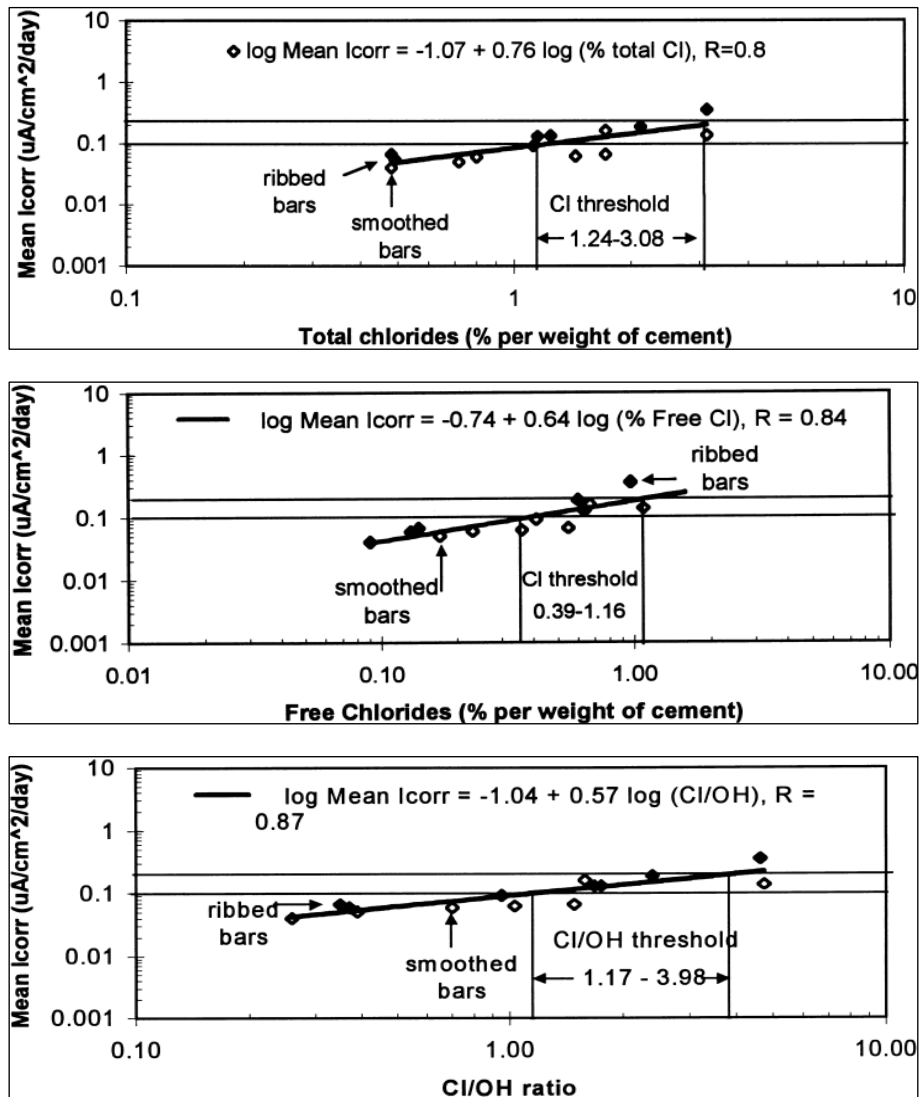 log Mean Icorr = -1.07 + 0.76 log (% total Cl), R=0.8
10
1
0.1
0.01
0.001
Mean Icorr (uA/cm^2/day)
ribbed
bars
smoothed
bars
Cl threshold
1.24-3.08
0.1
1
10
Total chlorides (% per weight of cement)
log Mean Icorr = -0.74 + 0.64 log (% Free Cl), R = 0.84
10
1
0.1
0.01
0.001
Mean Icorr (uA/cm^2/day)
ribbed
bars
smoothed
bars
Cl threshold
0.39-1.16
0.01
0.10
1.00
10.00
Free Chlorides (% per weight of cement)
log Mean Icorr = -1.04 + 0.57 log (Cl/OH), R =
0.87
10
1
0.1
0.01
0.001
Mean Icorr (uA/cm^2/day)
ribbed
bars
smoothed
bars
Cl/OH threshold
1.17 - 3.98
0.10
1.00
10.00
Cl/OH ratio